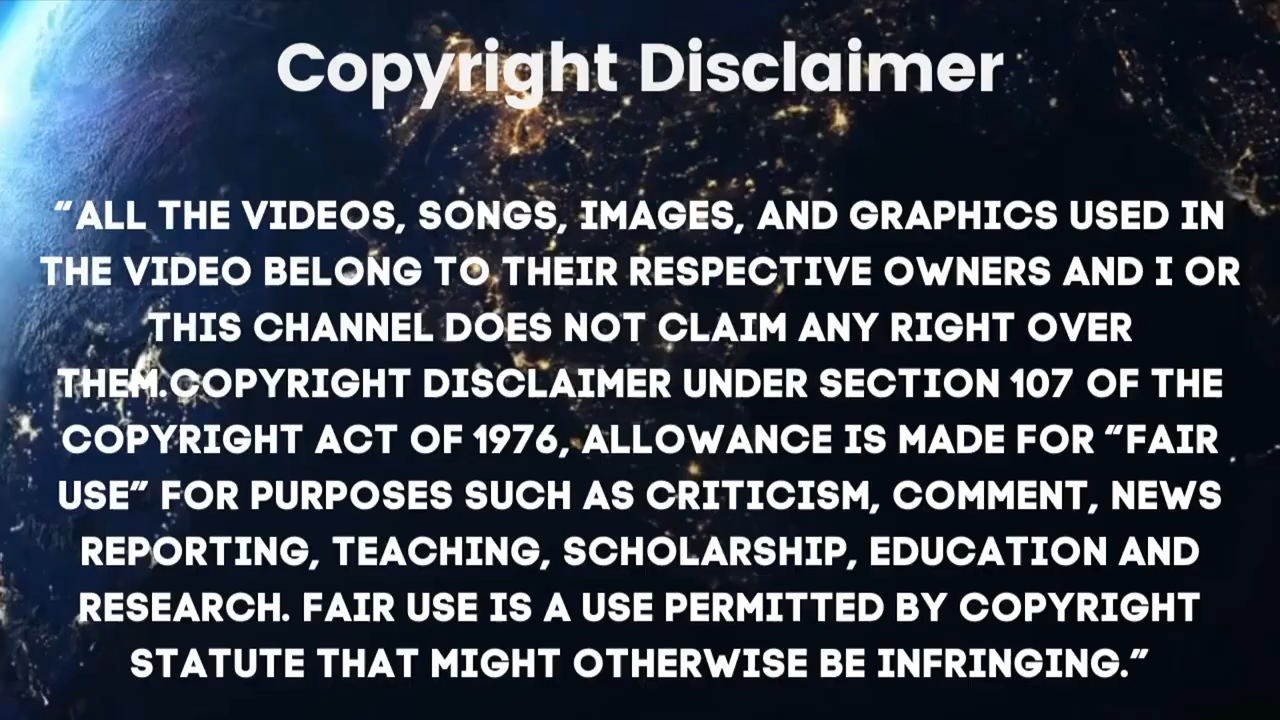 Copyright Disclaimer
“ALL THE VIDEOS, SONGS, IMAGES, AND GRAPHICS USED IN
THE VIDEO BELONG TO THEIR RESPECTIVE OWNERS AND I OR
THIS CHANNEL DOES NOT CLAIM ANY RIGHT OVER
THEM.COPYRIGHT DISCLAIMER UNDER SECTION 107 OF THE
COPYRIGHT ACT OF 1976, ALLOWANCE IS MADE FOR “FAIR
USE” FOR PURPOSES SUCH AS CRITICISM, COMMENT, NEWS
REPORTING, TEACHING, SCHOLARSHIP, EDUCATION AND
RESEARCH. FAIR USE IS A USE PERMITTED BY COPYRIGHT
STATUTE THAT MIGHT OTHERWISE BE INFRINGING.”